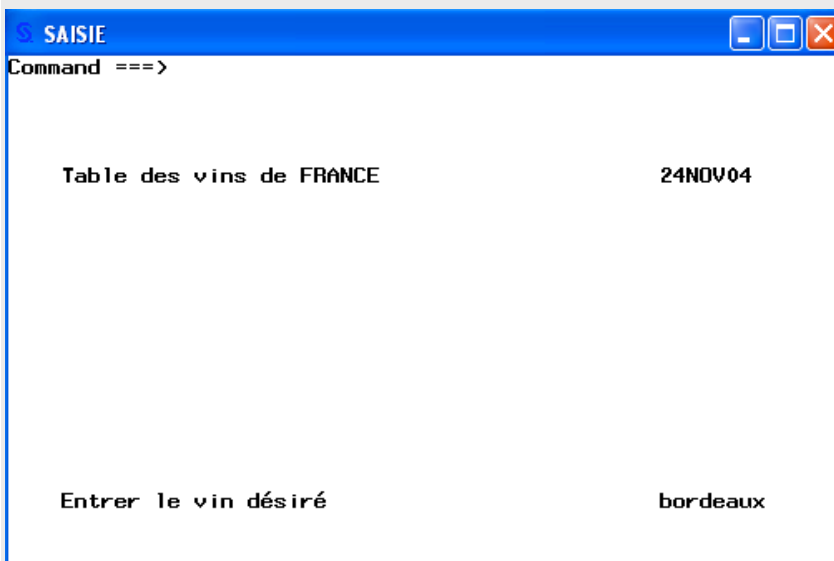 SAISIE
Command ===>
Table des vins de FRANCE 24NOV04
Entrer le vin désiré bordeaux